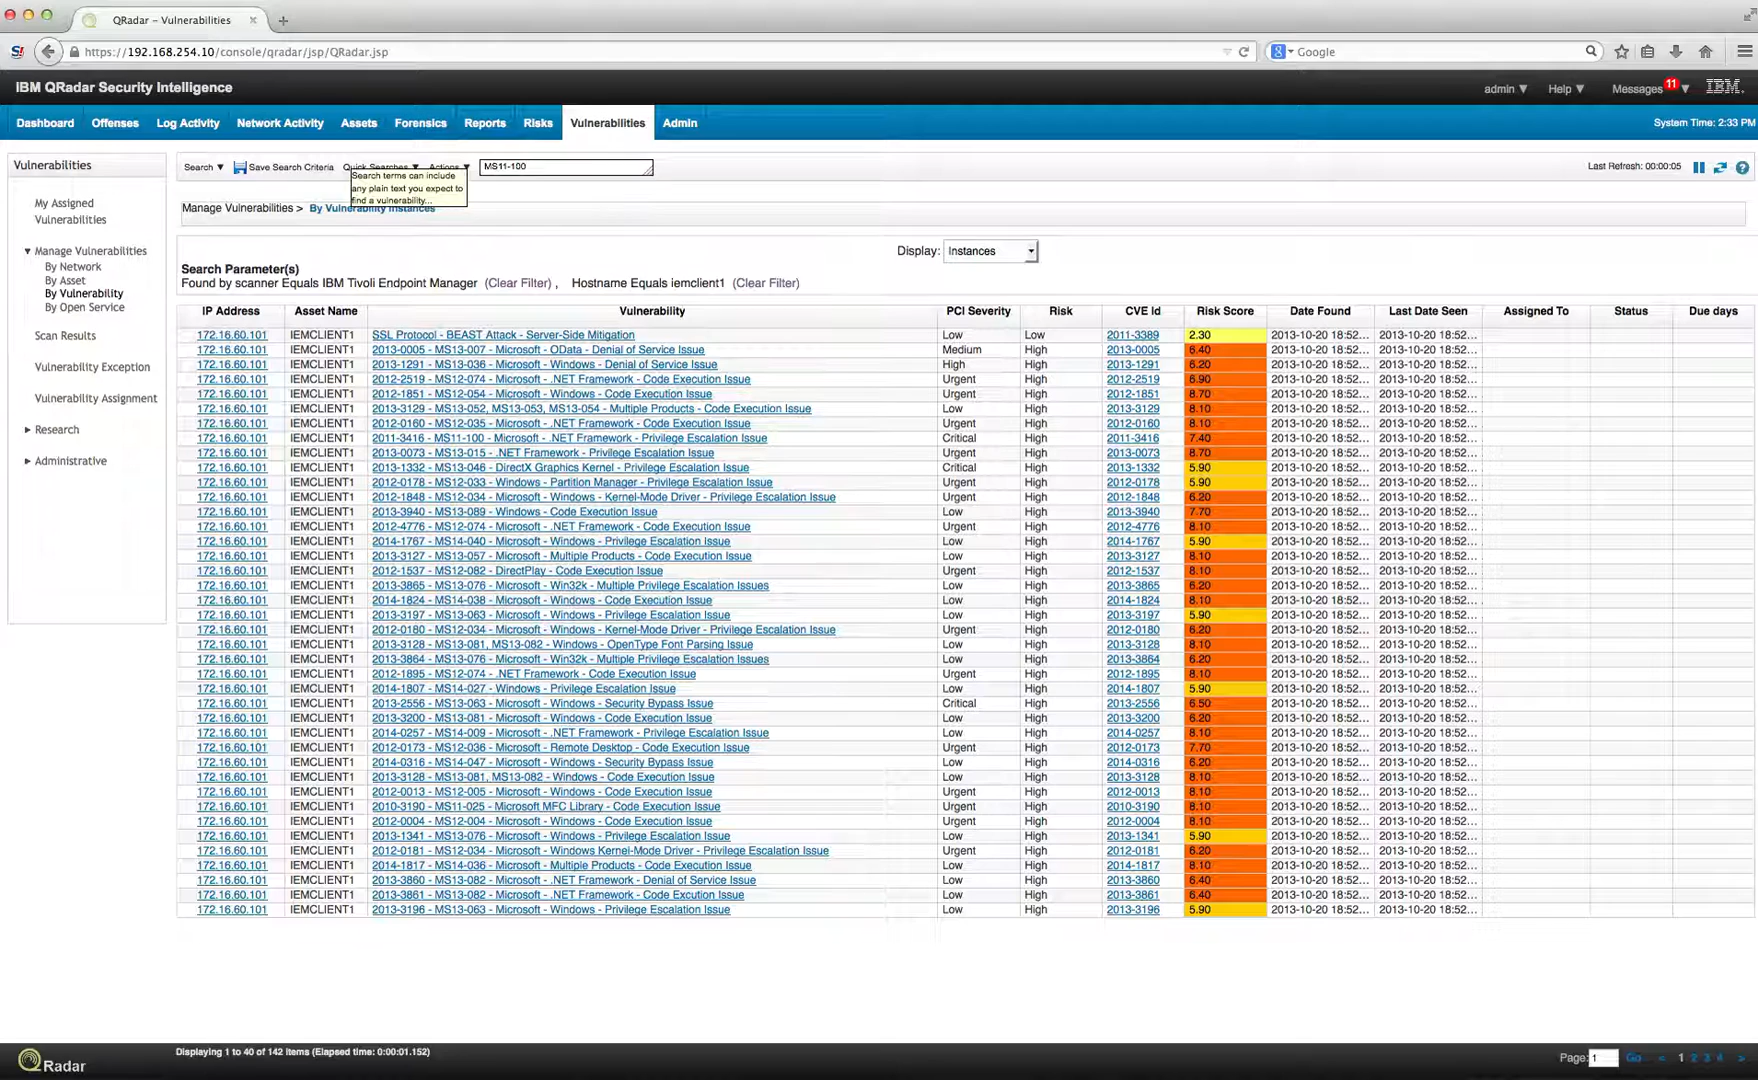 QRadar – Vulnerabilities
https://192.168.254.10/console/qradar/jsp/QRadar.jsp
Google
IBM QRadar Security Intelligence
admin ▼ Help ▼ Messages 11 ▼ IBM.
Dashboard Offenses Log Activity Network Activity Assets Forensics Reports Risks Vulnerabilities Admin System Time: 2:33 PM
Vulnerabilities
My Assigned
Vulnerabilities
▼ Manage Vulnerabilities
By Network
By Asset
By Vulnerability
By Open Service
Scan Results
Vulnerability Exception
Vulnerability Assignment
► Research
► Administrative
Search ▼ Save Search Criteria Quick Searches ▼ Actions ▼ MS11-100 Last Refresh: 00:00:05
Search terms can include
any plain text you expect to
find a vulnerability...
Manage Vulnerabilities > By Vulnerability Instances
Display: Instances
Search Parameter(s)
Found by scanner Equals IBM Tivoli Endpoint Manager (Clear Filter) , Hostname Equals iemclient1 (Clear Filter)
IP Address Asset Name Vulnerability PCI Severity Risk CVE Id Risk Score Date Found Last Date Seen Assigned To Status Due days
172.16.60.101 IEMCLIENT1 SSL Protocol - BEAST Attack - Server-Side Mitigation Low Low 2011-3389 2.30 2013-10-20 18:52... 2013-10-20 18:52...
172.16.60.101 IEMCLIENT1 2013-0005 - MS13-007 - Microsoft - OData - Denial of Service Issue Medium High 2013-0005 6.40 2013-10-20 18:52... 2013-10-20 18:52...
172.16.60.101 IEMCLIENT1 2013-1291 - MS13-036 - Microsoft - Windows - Denial of Service Issue High High 2013-1291 6.20 2013-10-20 18:52... 2013-10-20 18:52...
172.16.60.101 IEMCLIENT1 2012-2519 - MS12-074 - Microsoft - .NET Framework - Code Execution Issue Urgent High 2012-2519 6.90 2013-10-20 18:52... 2013-10-20 18:52...
172.16.60.101 IEMCLIENT1 2012-1851 - MS12-054 - Microsoft - Windows - Code Execution Issue Urgent High 2012-1851 8.70 2013-10-20 18:52... 2013-10-20 18:52...
172.16.60.101 IEMCLIENT1 2013-3129 - MS13-052, MS13-053, MS13-054 - Multiple Products - Code Execution Issue Low High 2013-3129 8.10 2013-10-20 18:52... 2013-10-20 18:52...
172.16.60.101 IEMCLIENT1 2012-0160 - MS12-035 - Microsoft - .NET Framework - Code Execution Issue Urgent High 2012-0160 8.10 2013-10-20 18:52... 2013-10-20 18:52...
172.16.60.101 IEMCLIENT1 2011-3416 - MS11-100 - Microsoft - .NET Framework - Privilege Escalation Issue Critical High 2011-3416 7.40 2013-10-20 18:52... 2013-10-20 18:52...
172.16.60.101 IEMCLIENT1 2013-0073 - MS13-015 - .NET Framework - Privilege Escalation Issue Urgent High 2013-0073 8.70 2013-10-20 18:52... 2013-10-20 18:52...
172.16.60.101 IEMCLIENT1 2013-1332 - MS13-046 - DirectX Graphics Kernel - Privilege Escalation Issue Critical High 2013-1332 5.90 2013-10-20 18:52... 2013-10-20 18:52...
172.16.60.101 IEMCLIENT1 2012-0178 - MS12-033 - Windows - Partition Manager - Privilege Escalation Issue Urgent High 2012-0178 5.90 2013-10-20 18:52... 2013-10-20 18:52...
172.16.60.101 IEMCLIENT1 2012-1848 - MS12-034 - Microsoft - Windows - Kernel-Mode Driver - Privilege Escalation Issue Urgent High 2012-1848 6.20 2013-10-20 18:52... 2013-10-20 18:52...
172.16.60.101 IEMCLIENT1 2013-3940 - MS13-089 - Windows - Code Execution Issue Low High 2013-3940 7.70 2013-10-20 18:52... 2013-10-20 18:52...
172.16.60.101 IEMCLIENT1 2012-4776 - MS12-074 - Microsoft - .NET Framework - Code Execution Issue Urgent High 2012-4776 8.10 2013-10-20 18:52... 2013-10-20 18:52...
172.16.60.101 IEMCLIENT1 2014-1767 - MS14-040 - Microsoft - Windows - Privilege Escalation Issue Low High 2014-1767 5.90 2013-10-20 18:52... 2013-10-20 18:52...
172.16.60.101 IEMCLIENT1 2013-3127 - MS13-057 - Microsoft - Multiple Products - Code Execution Issue Low High 2013-3127 8.10 2013-10-20 18:52... 2013-10-20 18:52...
172.16.60.101 IEMCLIENT1 2012-1537 - MS12-082 - DirectPlay - Code Execution Issue Urgent High 2012-1537 8.10 2013-10-20 18:52... 2013-10-20 18:52...
172.16.60.101 IEMCLIENT1 2013-3865 - MS13-076 - Microsoft - Win32k - Multiple Privilege Escalation Issues Low High 2013-3865 6.20 2013-10-20 18:52... 2013-10-20 18:52...
172.16.60.101 IEMCLIENT1 2014-1824 - MS14-038 - Microsoft - Windows - Code Execution Issue Low High 2014-1824 8.10 2013-10-20 18:52... 2013-10-20 18:52...
172.16.60.101 IEMCLIENT1 2013-3197 - MS13-063 - Microsoft - Windows - Privilege Escalation Issue Low High 2013-3197 5.90 2013-10-20 18:52... 2013-10-20 18:52...
172.16.60.101 IEMCLIENT1 2012-0180 - MS12-034 - Microsoft - Windows - Kernel-Mode Driver - Privilege Escalation Issue Urgent High 2012-0180 6.20 2013-10-20 18:52... 2013-10-20 18:52...
172.16.60.101 IEMCLIENT1 2013-3128 - MS13-081, MS13-082 - Windows - OpenType Font Parsing Issue Low High 2013-3128 8.10 2013-10-20 18:52... 2013-10-20 18:52...
172.16.60.101 IEMCLIENT1 2013-3864 - MS13-076 - Microsoft - Win32k - Multiple Privilege Escalation Issues Low High 2013-3864 6.20 2013-10-20 18:52... 2013-10-20 18:52...
172.16.60.101 IEMCLIENT1 2012-1895 - MS12-074 - .NET Framework - Code Execution Issue Urgent High 2012-1895 8.10 2013-10-20 18:52... 2013-10-20 18:52...
172.16.60.101 IEMCLIENT1 2014-1807 - MS14-027 - Windows - Privilege Escalation Issue Low High 2014-1807 5.90 2013-10-20 18:52... 2013-10-20 18:52...
172.16.60.101 IEMCLIENT1 2013-2556 - MS13-063 - Microsoft - Windows - Security Bypass Issue Critical High 2013-2556 6.50 2013-10-20 18:52... 2013-10-20 18:52...
172.16.60.101 IEMCLIENT1 2013-3200 - MS13-081 - Microsoft - Windows - Code Execution Issue Low High 2013-3200 6.20 2013-10-20 18:52... 2013-10-20 18:52...
172.16.60.101 IEMCLIENT1 2014-0257 - MS14-009 - Microsoft - .NET Framework - Privilege Escalation Issue Low High 2014-0257 8.10 2013-10-20 18:52... 2013-10-20 18:52...
172.16.60.101 IEMCLIENT1 2012-0173 - MS12-036 - Microsoft - Remote Desktop - Code Execution Issue Urgent High 2012-0173 7.70 2013-10-20 18:52... 2013-10-20 18:52...
172.16.60.101 IEMCLIENT1 2014-0316 - MS14-047 - Microsoft - Windows - Security Bypass Issue Low High 2014-0316 6.20 2013-10-20 18:52... 2013-10-20 18:52...
172.16.60.101 IEMCLIENT1 2013-3128 - MS13-081, MS13-082 - Windows - Code Execution Issue Low High 2013-3128 8.10 2013-10-20 18:52... 2013-10-20 18:52...
172.16.60.101 IEMCLIENT1 2012-0013 - MS12-005 - Microsoft - Windows - Code Execution Issue Urgent High 2012-0013 8.10 2013-10-20 18:52... 2013-10-20 18:52...
172.16.60.101 IEMCLIENT1 2010-3190 - MS11-025 - Microsoft MFC Library - Code Execution Issue Urgent High 2010-3190 8.10 2013-10-20 18:52... 2013-10-20 18:52...
172.16.60.101 IEMCLIENT1 2012-0004 - MS12-004 - Microsoft - Windows - Code Execution Issue Urgent High 2012-0004 8.10 2013-10-20 18:52... 2013-10-20 18:52...
172.16.60.101 IEMCLIENT1 2013-1341 - MS13-076 - Microsoft - Windows - Privilege Escalation Issue Low High 2013-1341 5.90 2013-10-20 18:52... 2013-10-20 18:52...
172.16.60.101 IEMCLIENT1 2012-0181 - MS12-034 - Windows Kernel-Mode Driver - Privilege Escalation Issue Urgent High 2012-0181 6.20 2013-10-20 18:52... 2013-10-20 18:52...
172.16.60.101 IEMCLIENT1 2014-1817 - MS14-036 - Microsoft - Multiple Products - Code Execution Issue Low High 2014-1817 8.10 2013-10-20 18:52... 2013-10-20 18:52...
172.16.60.101 IEMCLIENT1 2013-3860 - MS13-082 - Microsoft - .NET Framework - Denial of Service Issue Low High 2013-3860 6.40 2013-10-20 18:52... 2013-10-20 18:52...
172.16.60.101 IEMCLIENT1 2013-3861 - MS13-082 - Microsoft - .NET Framework - Code Execution Issue Low High 2013-3861 6.40 2013-10-20 18:52... 2013-10-20 18:52...
172.16.60.101 IEMCLIENT1 2013-3196 - MS13-063 - Microsoft - Windows - Privilege Escalation Issue Low High 2013-3196 5.90 2013-10-20 18:52... 2013-10-20 18:52...
QRadar Displaying 1 to 40 of 142 items (Elapsed time: 0:00:01.152) Page: 1 Go < 1 2 3 4 >